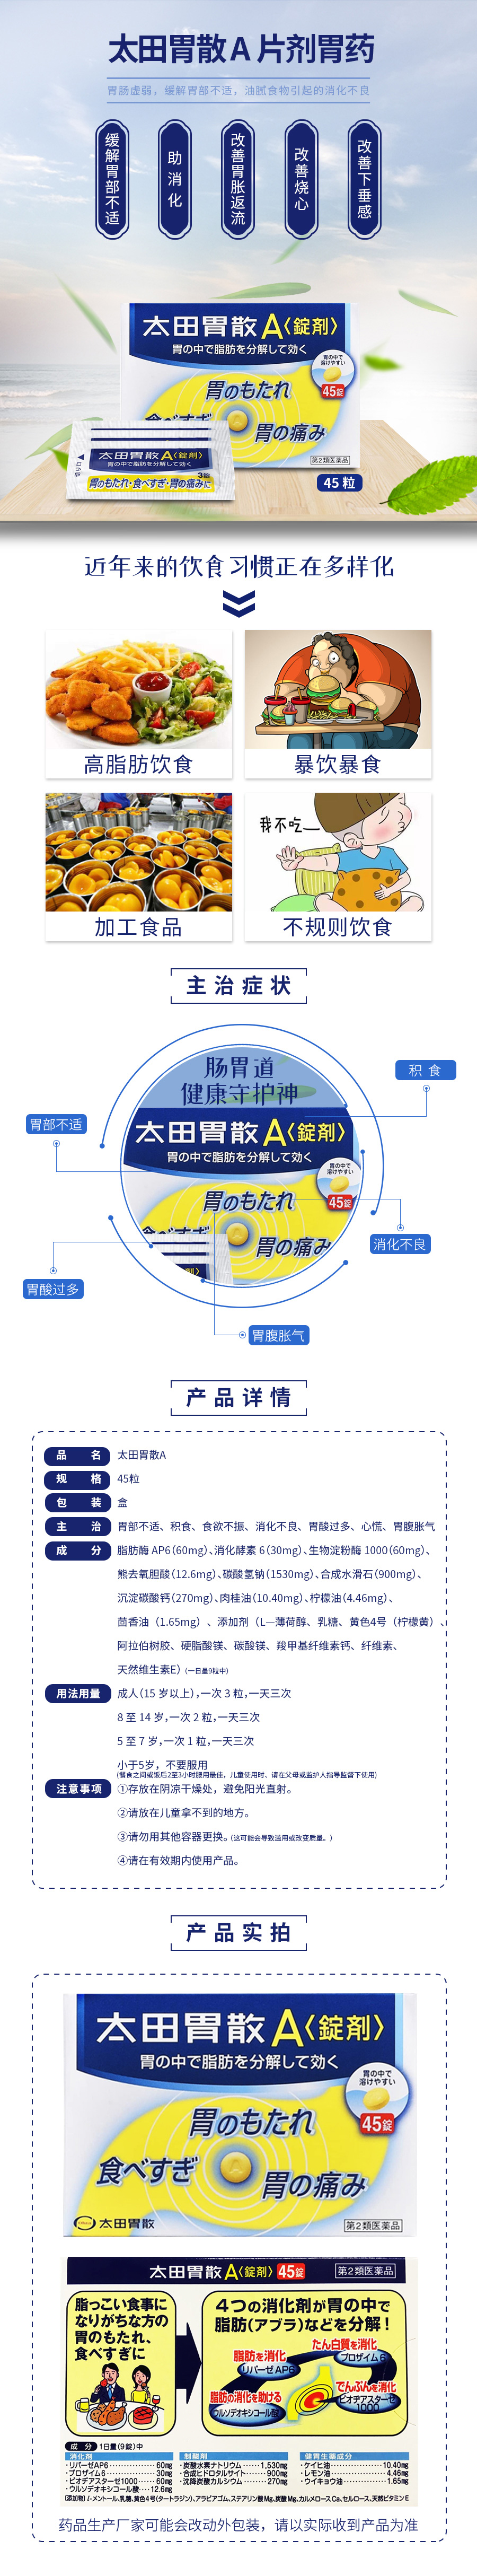 太田胃散 A 片剂胃药
胃肠虚弱，缓解胃部不适，油腻食物引起的消化不良
缓解胃部不适
助消化
改善胃胀返流
改善烧心
改善下垂感
太田胃散A〈錠剤〉
胃の中で脂肪を分解して効く
胃の中で
溶けやすい
45錠
胃のもたれ
食べすぎ
胃の痛み
第2類医薬品
太田胃散A〈錠剤〉
胃の中で脂肪を分解して効く
3錠
胃のもたれ・食べすぎ・胃の痛みに
45 粒
近年来的饮食习惯正在多样化
高脂肪饮食
暴饮暴食
我不吃
加工食品
不规则饮食
主治症状
肠胃道
健康守护神
太田胃散A〈錠剤〉
胃の中で脂肪を分解して効く
胃の中で
溶けやすい
45錠
胃のもたれ
胃の痛み
积 食
胃部不适
消化不良
胃酸过多
胃腹胀气
产品详情
品 名 太田胃散A
规 格 45粒
包 装 盒
主 治 胃部不适、积食、食欲不振、消化不良、胃酸过多、心慌、胃腹胀气
成 分 脂肪酶 AP6（60mg）、消化酵素 6（30mg）、生物淀粉酶 1000（60mg）、
熊去氧胆酸（12.6mg）、碳酸氢钠（1530mg）、合成水滑石（900mg）、
沉淀碳酸钙（270mg）、肉桂油（10.40mg）、柠檬油（4.46mg）、
茴香油（1.65mg）、添加剂（L—薄荷醇、乳糖、黄色4号（柠檬黄）、
阿拉伯树胶、硬脂酸镁、碳酸镁、羧甲基纤维素钙、纤维素、
天然维生素E）（一日量9粒中）
用法用量 成人（15 岁以上），一次 3 粒，一天三次
8 至 14 岁，一次 2 粒，一天三次
5 至 7 岁，一次 1 粒，一天三次
小于5岁，不要服用
（餐食之间或饭后2至3小时服用最佳，儿童使用时、请在父母或监护人指导监督下使用）
注意事项 ①存放在阴凉干燥处，避免阳光直射。
②请放在儿童拿不到的地方。
③请勿用其他容器更换。（这可能会导致滥用或改变质量。）
④请在有效期内使用产品。
产品实拍
太田胃散A〈錠剤〉
胃の中で脂肪を分解して効く
胃の中で
溶けやすい
45錠
胃のもたれ
食べすぎ
胃の痛み
太田胃散
第2類医薬品
太田胃散A〈錠剤〉 45錠 第2類医薬品
脂っこい食事に
なりがちな方の
胃のもたれ、
食べすぎに
4つの消化剤が胃の中で
脂肪（アブラ）などを分解！
たん白質を消化
プロザイム6
脂肪を消化
リパーゼAP6
でんぷんを消化
ビオヂアスターゼ
1000
脂肪の消化を助ける
ウルソデオキシコール酸
成 分 1日量（9錠）中
消化剤
・リパーゼAP6 60mg
・プロザイム6 30mg
・ビオヂアスターゼ1000 60mg
・ウルソデオキシコール酸 12.6mg
制酸剤
・炭酸水素ナトリウム 1,530mg
・合成ヒドロタルサイト 900mg
・沈降炭酸カルシウム 270mg
健胃生薬成分
・ケイヒ油 10.40mg
・レモン油 4.46mg
・ウイキョウ油 1.65mg
（添加物）l-メントール、乳糖、黄色4号（タートラジン）、アラビアゴム、ステアリン酸Mg、炭酸Mg、カルメロースCa、セルロース、天然ビタミンE
药品生产厂家可能会改动外包装，请以实际收到产品为准